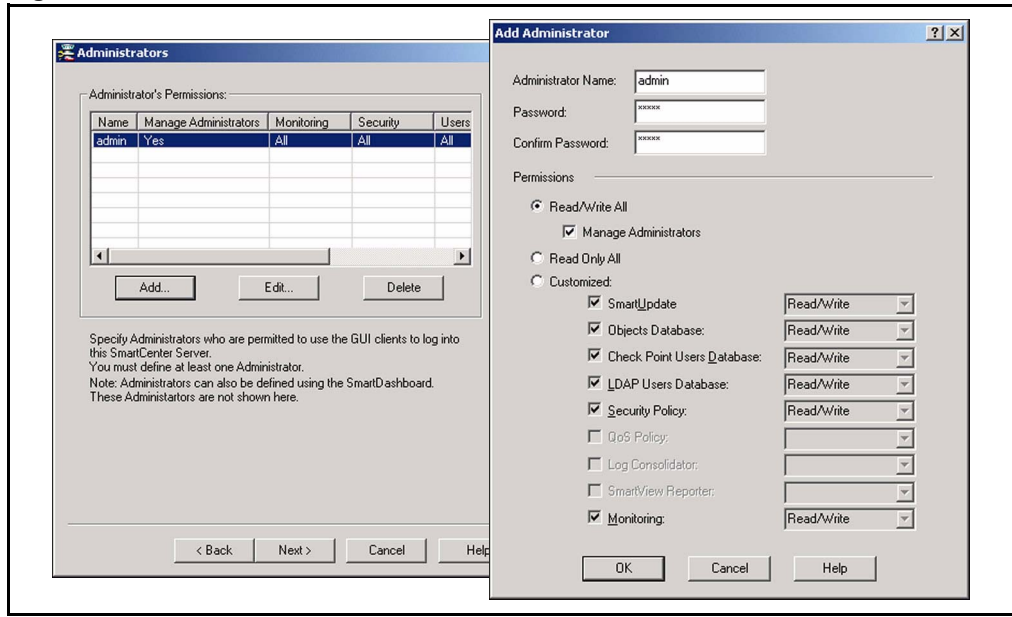 Administrators
Administrator's Permissions:
Name Manage Administrators Monitoring Security Users
admin Yes All All All
Add... Edit... Delete
Specify Administrators who are permitted to use the GUI clients to log into
this SmartCenter Server.
You must define at least one Administrator.
Note: Administrators can also be defined using the SmartDashboard.
These Administartors are not shown here.
< Back Next > Cancel Help
Add Administrator
Administrator Name: admin
Password: xxxxx
Confirm Password: xxxxx
Permissions
Read/Write All
Manage Administrators
Read Only All
Customized:
SmartUpdate Read/Write
Objects Database: Read/Write
Check Point Users Database: Read/Write
LDAP Users Database: Read/Write
Security Policy: Read/Write
QoS Policy:
Log Consolidator:
SmartView Reporter:
Monitoring: Read/Write
OK Cancel Help